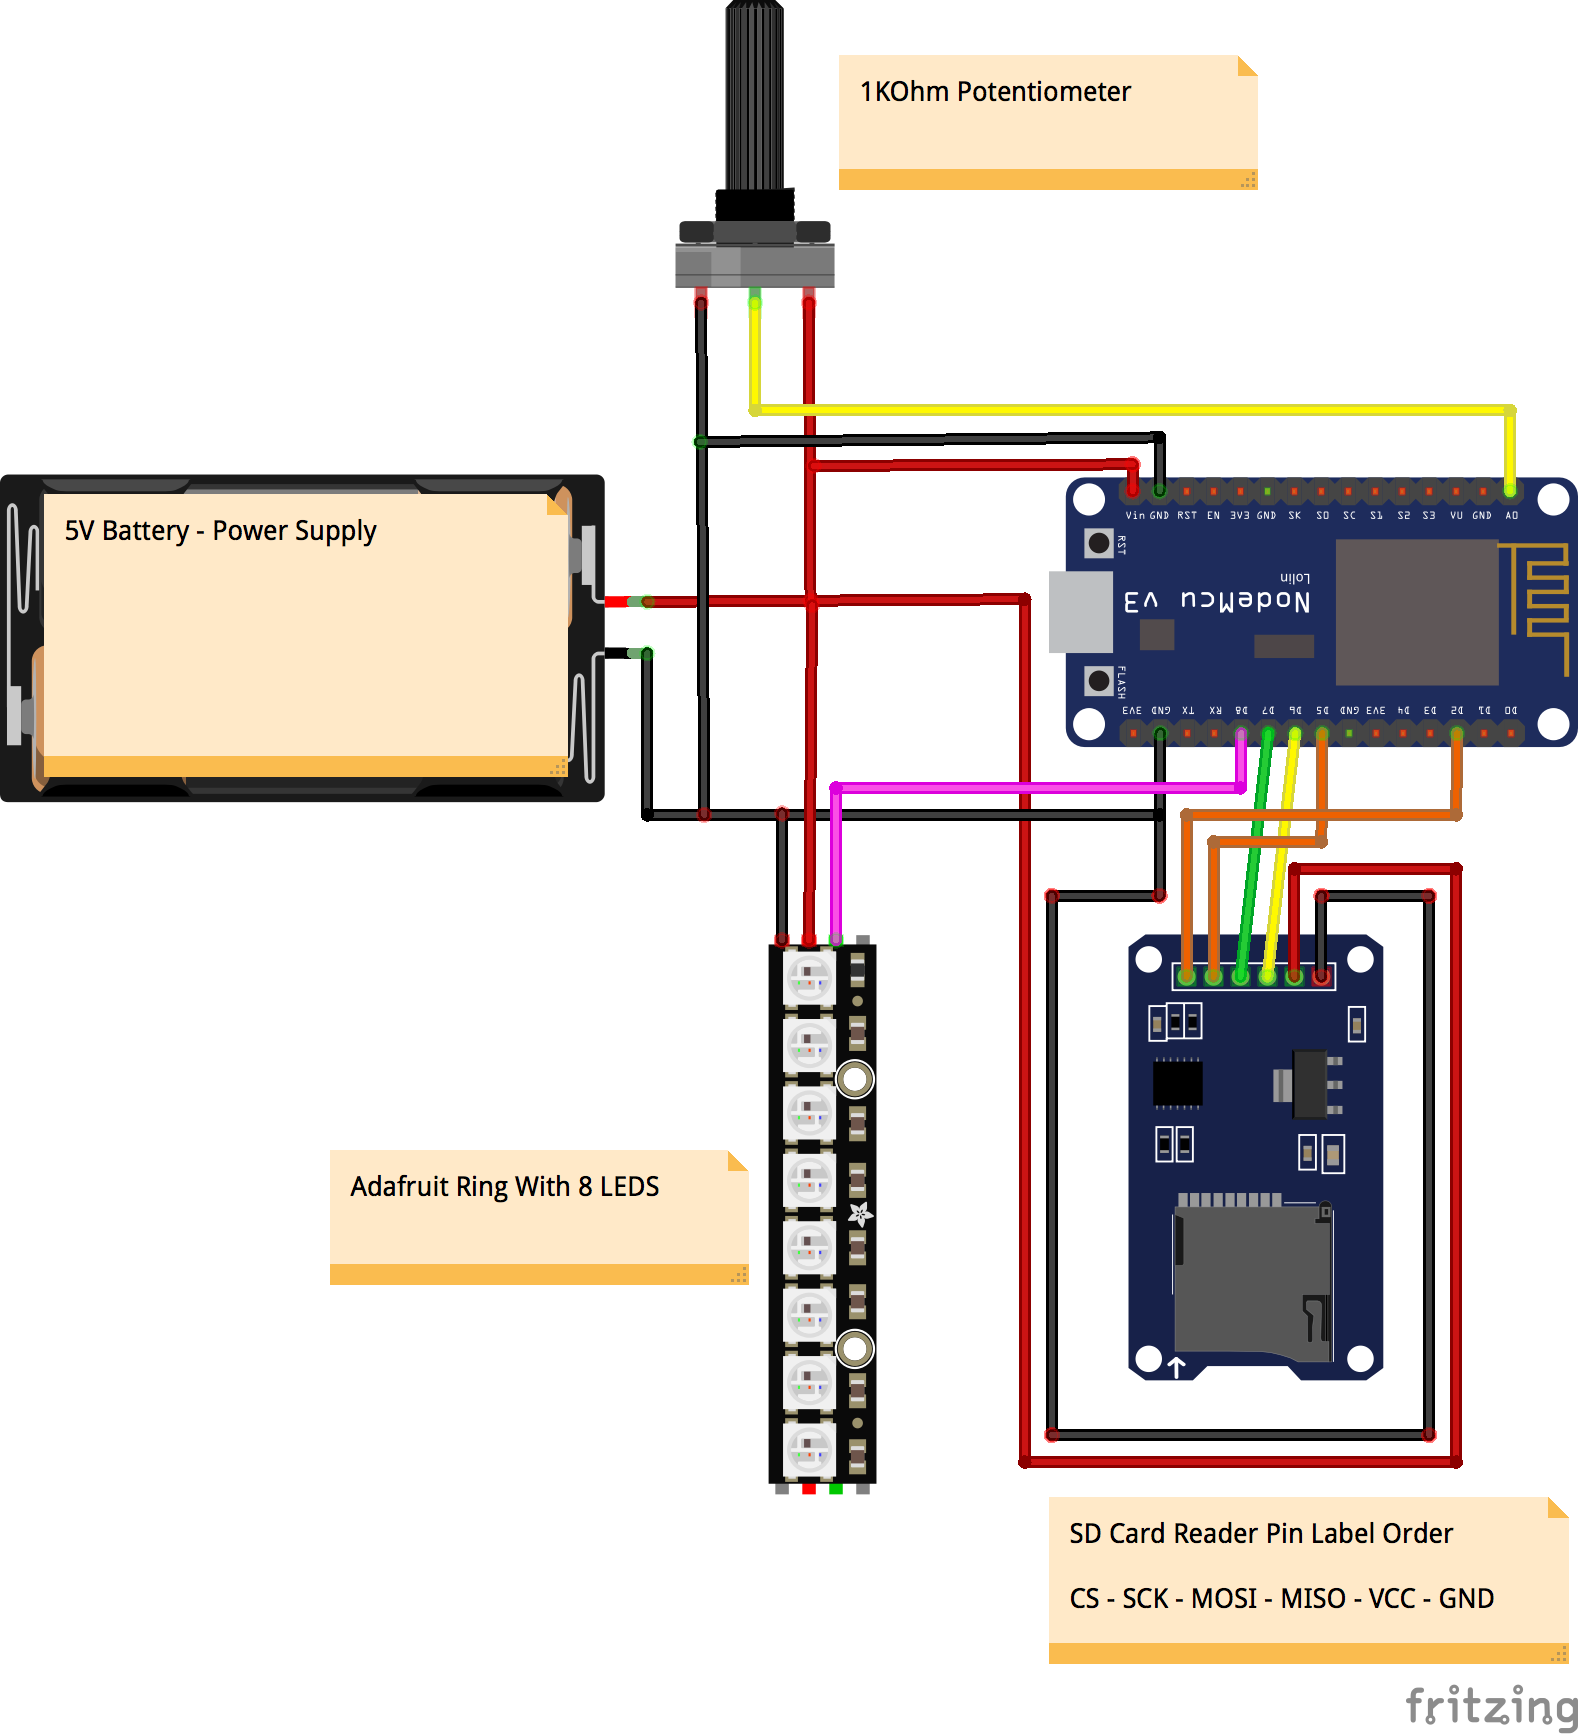 1KOhm Potentiometer
5V Battery - Power Supply
Vin GND RST EN 3V3 GND SK SO SC S1 S2 S3 VU GND A0
RST
Lolin
NodeMcu v3
FLASH
3V3 GND TX RX D8 D7 D6 D5 GND 3V3 D4 D3 D2 D1 D0
Adafruit Ring With 8 LEDS
SD Card Reader Pin Label Order
CS - SCK - MOSI - MISO - VCC - GND
fritzing